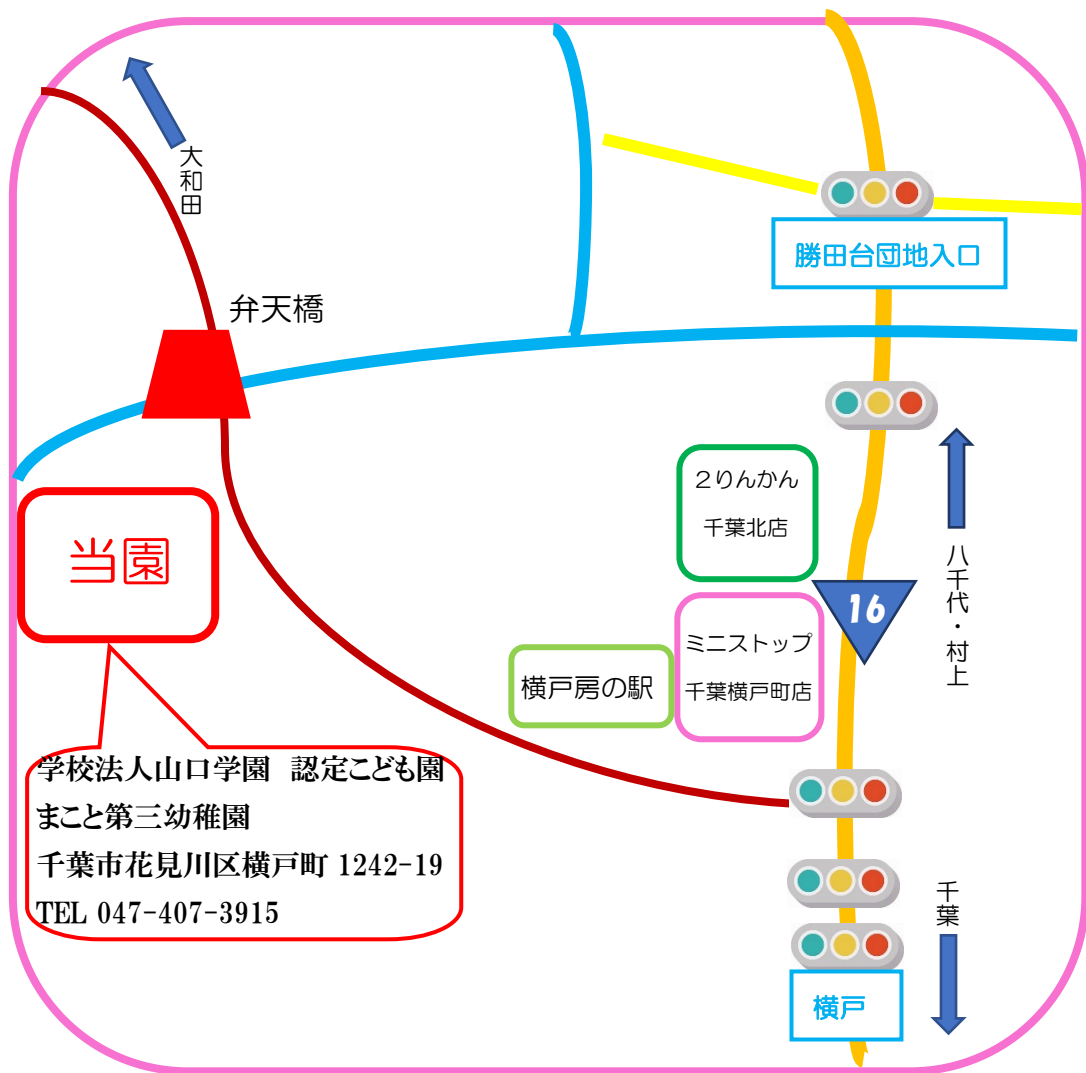 大和田
勝田台団地入口
弁天橋
2りんかん
千葉北店
当園
八千代・村上
16
ミニストップ
千葉横戸町店
横戸房の駅
学校法人山口学園 認定こども園
まこと第三幼稚園
千葉市花見川区横戸町 1242-19
TEL 047-407-3915
千葉
横戸